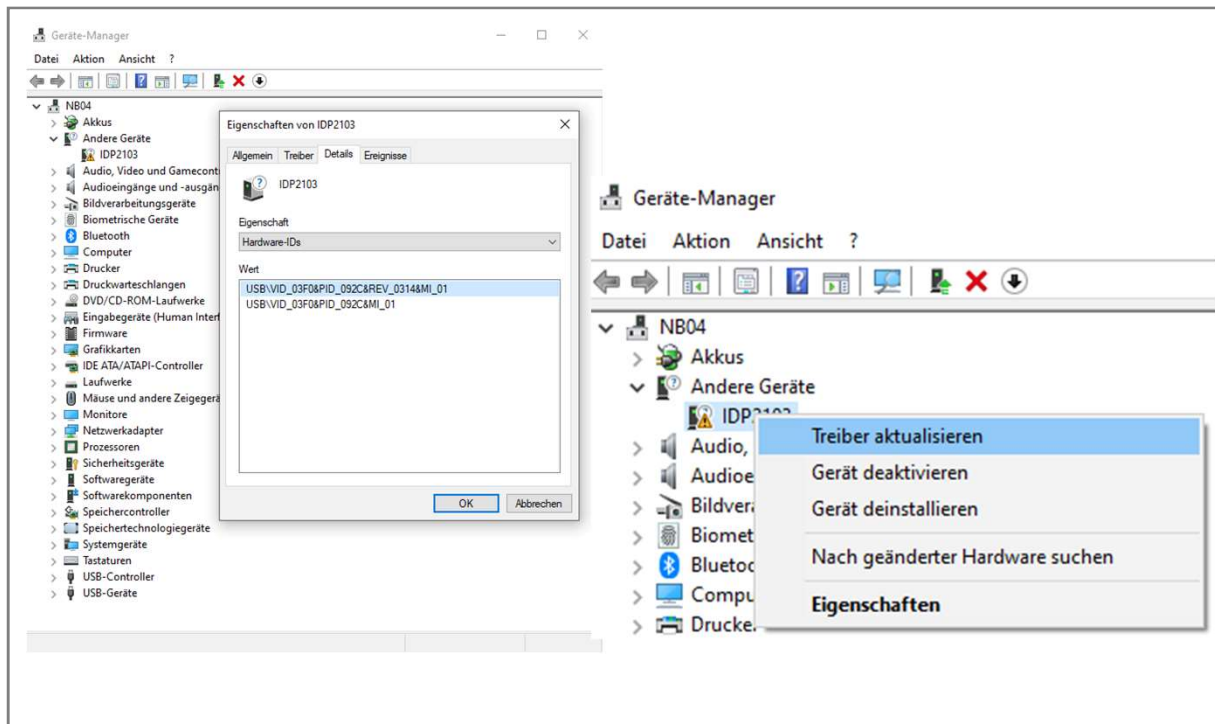 Geräte-Manager
Datei Aktion Ansicht ?
NB04
Akkus
Andere Geräte
IDP2103
Audio, Video und Gamecont
Audioeingänge und -ausgän
Bildverarbeitungsgeräte
Biometrische Geräte
Bluetooth
Computer
Drucker
Druckwarteschlangen
DVD/CD-ROM-Laufwerke
Eingabegeräte (Human Interf
Firmware
Grafikkarten
IDE ATA/ATAPI-Controller
Laufwerke
Mäuse und andere Zeigegerä
Monitore
Netzwerkadapter
Prozessoren
Sicherheitsgeräte
Softwaregeräte
Softwarekomponenten
Speichercontroller
Speichertechnologiegeräte
Systemgeräte
Tastaturen
USB-Controller
USB-Geräte
Eigenschaften von IDP2103
Allgemein Treiber Details Ereignisse
IDP2103
Eigenschaft
Hardware-IDs
Wert
USB\VID_03F0&PID_092C&REV_0314&MI_01
USB\VID_03F0&PID_092C&MI_01
OK Abbrechen
Geräte-Manager
Datei Aktion Ansicht ?
NB04
Akkus
Andere Geräte
IDP2103
Audio,
Audioe
Bildvera
Biomet
Bluetoo
Compu
Drucker
Treiber aktualisieren
Gerät deaktivieren
Gerät deinstallieren
Nach geänderter Hardware suchen
Eigenschaften